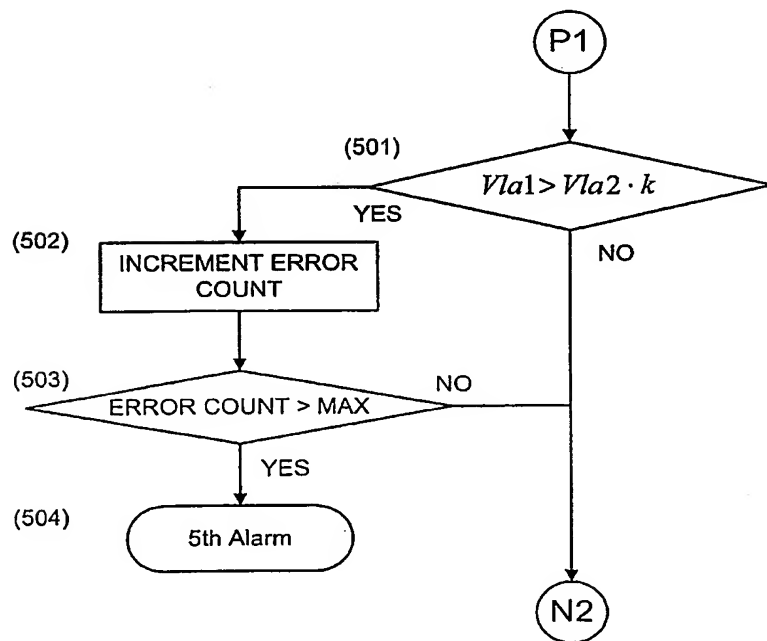 P1
(501)
Vla1 > Vla2 · k
YES
NO
(502)
INCREMENT ERROR
COUNT
(503)
NO
ERROR COUNT > MAX
YES
(504)
5th Alarm
N2